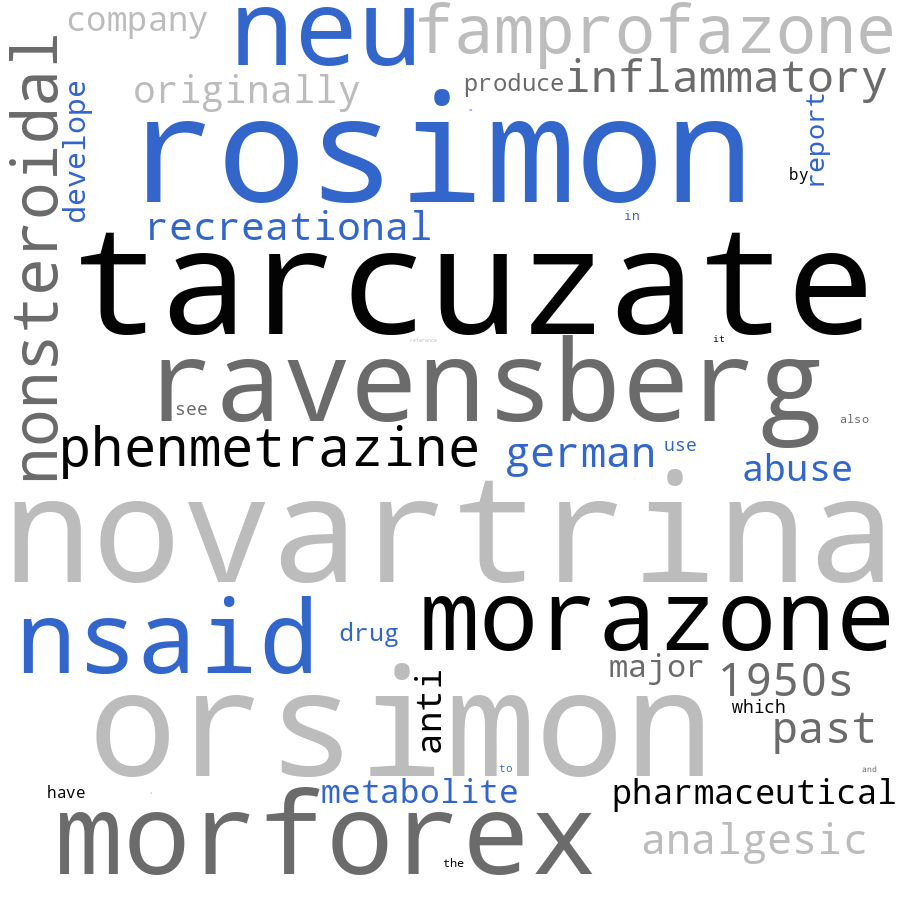 company
neu
famprofazone
originally
produce
inflammatory
nonsteroidal
develope
rosimon
report
by
recreational
in
tarcuzate
reference
it
ravensberg
see
also
phenmetrazine
german
use
abuse
novartrina
nsaid
drug
morazone
major
1950s
anti
orsimon
which
past
to
and
have
metabolite
pharmaceutical
morforex
the
analgesic